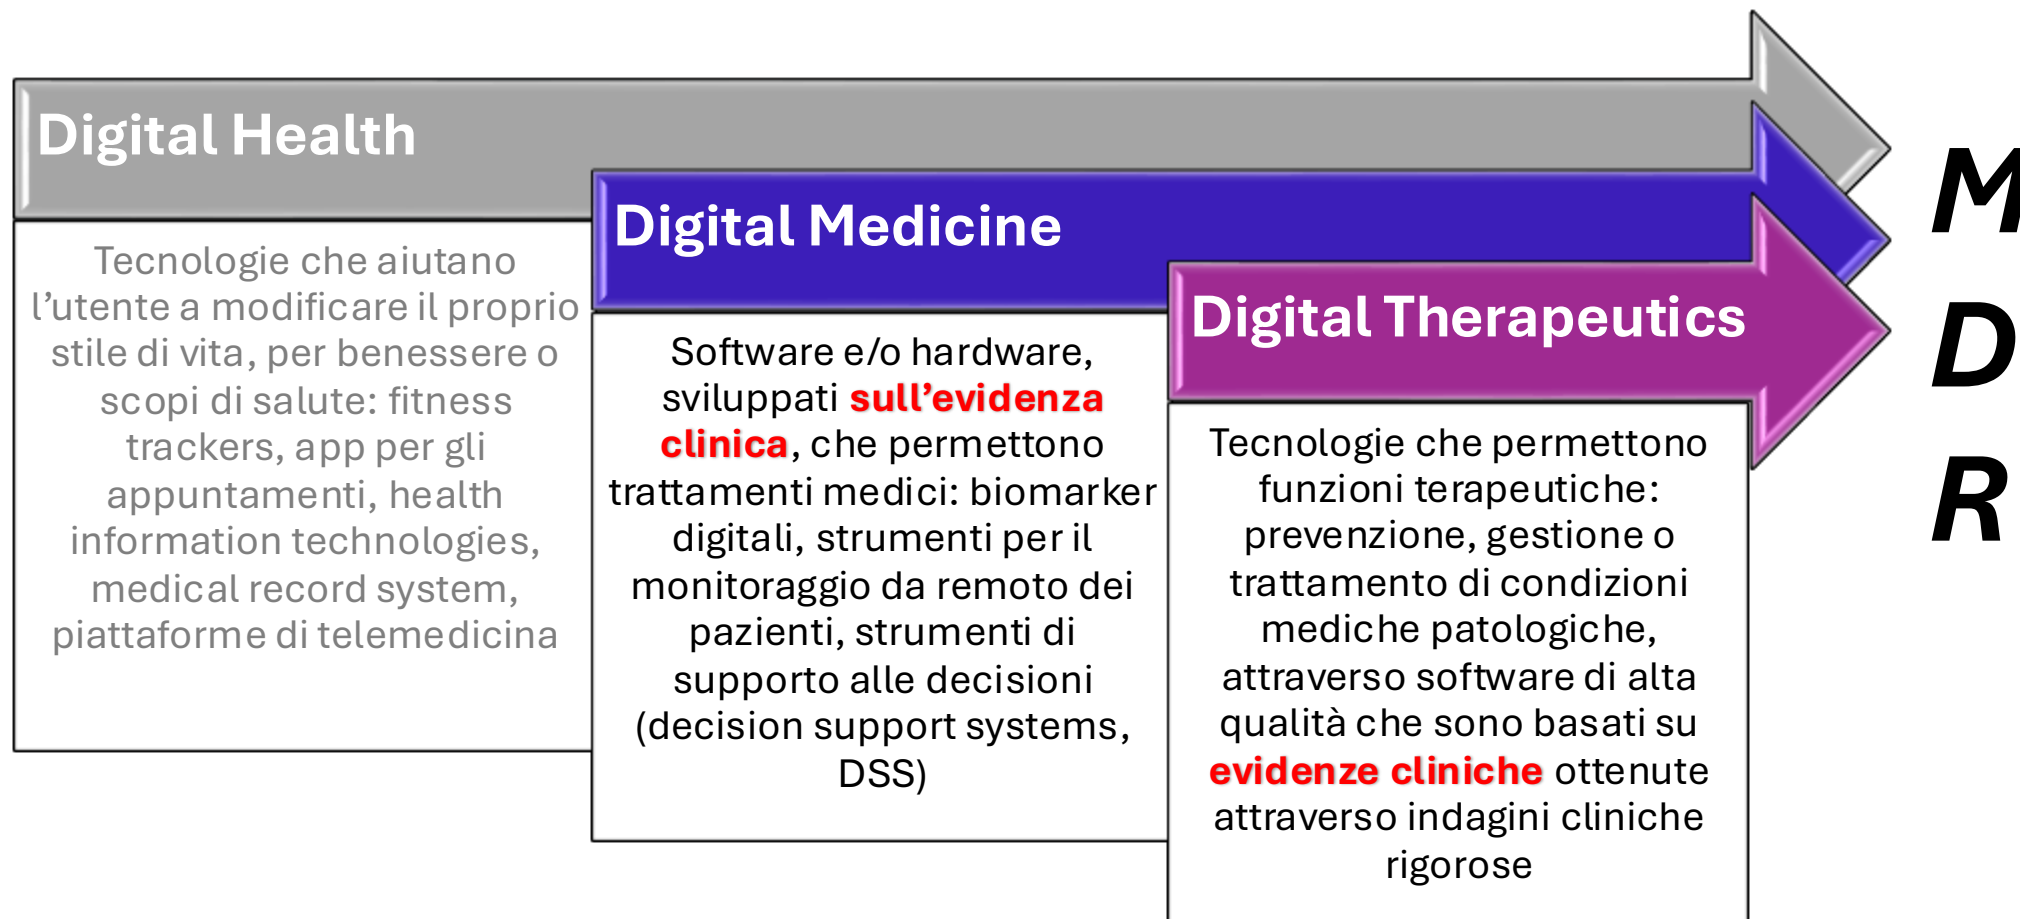 Digital Health
Tecnologie che aiutano
l’utente a modificare il proprio
stile di vita, per benessere o
scopi di salute: fitness
trackers, app per gli
appuntamenti, health
information technologies,
medical record system,
piattaforme di telemedicina
Digital Medicine
Software e/o hardware,
sviluppati sull’evidenza
clinica, che permettono
trattamenti medici: biomarker
digitali, strumenti per il
monitoraggio da remoto dei
pazienti, strumenti di
supporto alle decisioni
(decision support systems,
DSS)
Digital Therapeutics
Tecnologie che permettono
funzioni terapeutiche:
prevenzione, gestione o
trattamento di condizioni
mediche patologiche,
attraverso software di alta
qualità che sono basati su
evidenze cliniche ottenute
attraverso indagini cliniche
rigorose
M
D
R